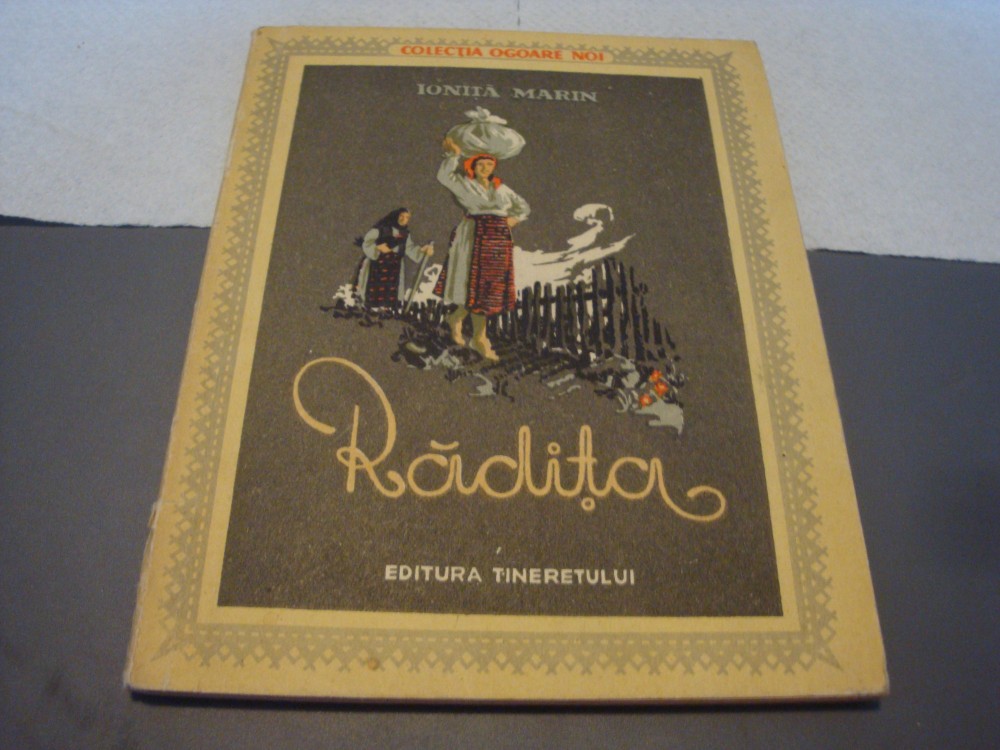 COLECȚIA OGOARE NOI
IONIȚĂ MARIN
Rădița
EDITURA TINERETULUI